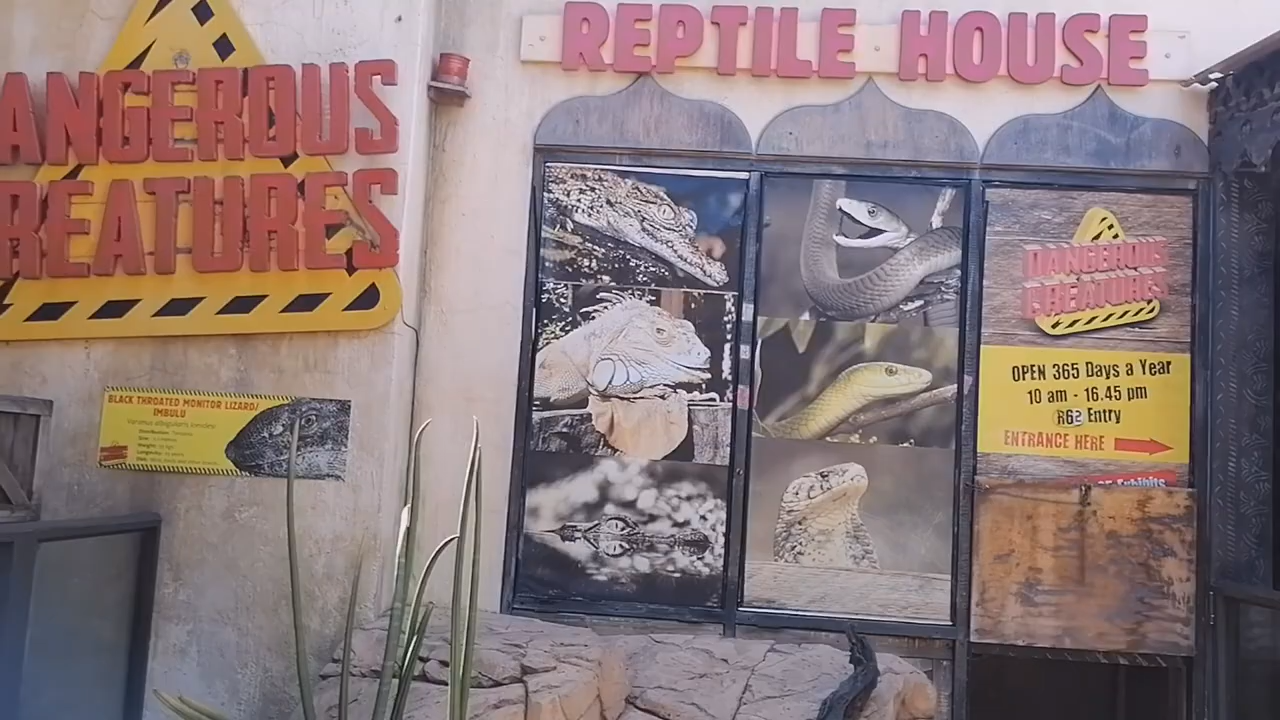 REPTILE HOUSE
ANGEROUS
REATURES
BLACK THROATED MONITOR LIZARD/
IMBULU
DANGEROUS
CREATURES
OPEN 365 Days a Year
10 am - 16.45 pm
R62 Entry
ENTRANCE HERE
Exhibits